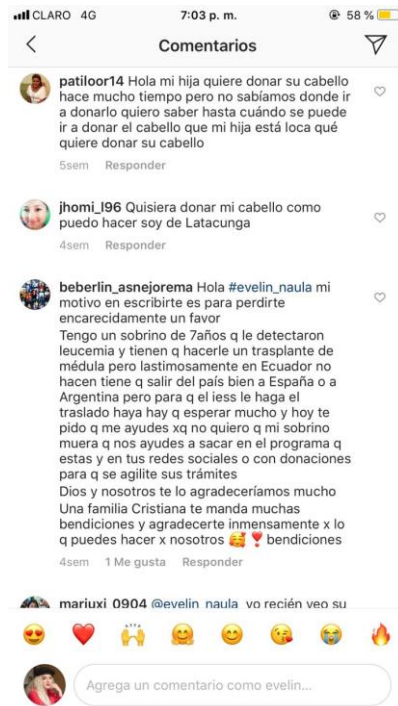 CLARO 4G 7:03 p. m. 58 %
Comentarios
patiloor14 Hola mi hija quiere donar su cabello
hace mucho tiempo pero no sabíamos donde ir
a donarlo quiero saber hasta cuándo se puede
ir a donar el cabello que mi hija está loca qué
quiere donar su cabello
5sem Responder
jhomi_l96 Quisiera donar mi cabello como
puedo hacer soy de Latacunga
4sem Responder
beberlin_asnejorema Hola #evelin_naula mi
motivo en escribirte es para perdirte
encarecidamente un favor
Tengo un sobrino de 7años q le detectaron
leucemia y tienen q hacerle un trasplante de
médula pero lastimosamente en Ecuador no
hacen tiene q salir del país bien a España o a
Argentina pero para q el iess le haga el
traslado haya hay q esperar mucho y hoy te
pido q me ayudes xq no quiero q mi sobrino
muera q nos ayudes a sacar en el programa q
estas y en tus redes sociales o con donaciones
para q se agilite sus trámites
Dios y nosotros te lo agradeceríamos mucho
Una familia Cristiana te manda muchas
bendiciones y agradecerte inmensamente x lo
q puedes hacer x nosotros 🥰❣️ bendiciones
4sem 1 Me gusta Responder
mariuxi_0904 @evelin_naula yo recién veo su
Agrega un comentario como evelin...